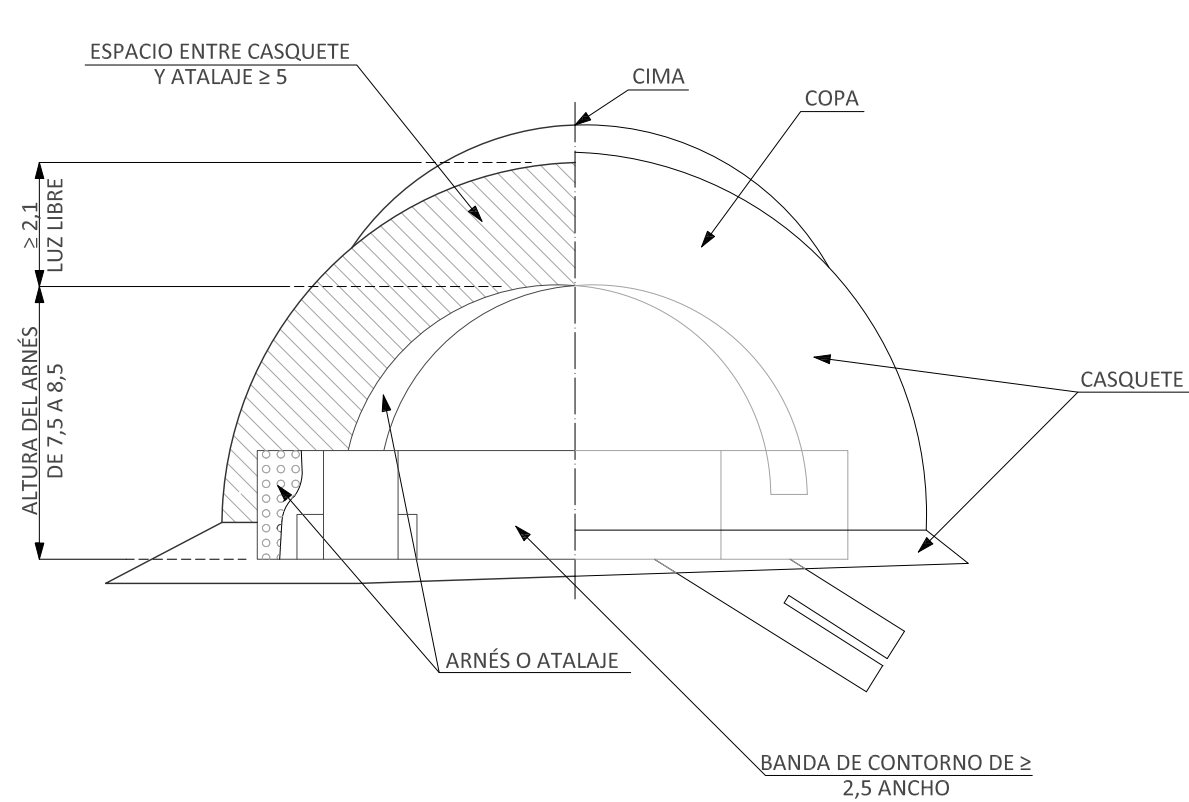 ESPACIO ENTRE CASQUETE
Y ATALAJE ≥ 5
CIMA
COPA
≥ 2,1
LUZ LIBRE
ALTURA DEL ARNÉS
DE 7,5 A 8,5
CASQUETE
ARNÉS O ATALAJE
BANDA DE CONTORNO DE ≥
2,5 ANCHO